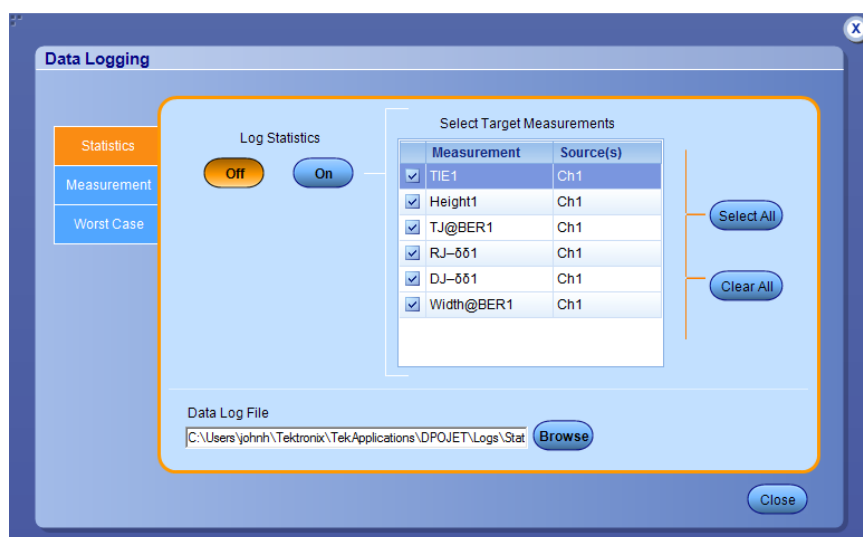 X
Data Logging
Statistics
Measurement
Worst Case
Log Statistics
Off
On
Select Target Measurements
Measurement Source(s)
TIE1 Ch1
Height1 Ch1
TJ@BER1 Ch1
RJ–δδ1 Ch1
DJ–δδ1 Ch1
Width@BER1 Ch1
Select All
Clear All
Data Log File
C:\Users\johnh\Tektronix\TekApplications\DPOJET\Logs\Stat
Browse
Close